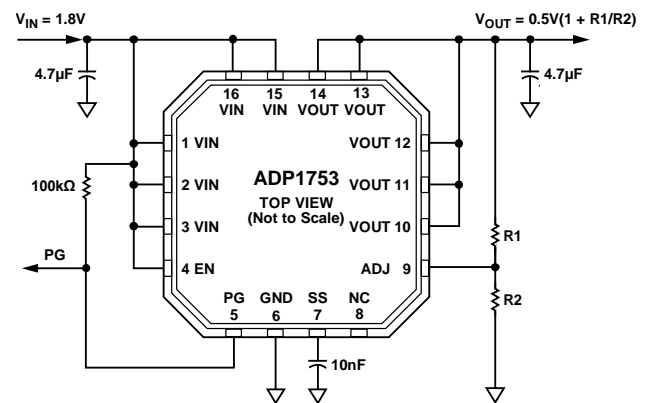 V_IN = 1.8V
V_OUT = 0.5V(1 + R1/R2)
4.7µF
4.7µF
16
VIN
15
VIN
14
VOUT
13
VOUT
1 VIN
2 VIN
3 VIN
4 EN
VOUT 12
VOUT 11
VOUT 10
ADJ 9
ADP1753
TOP VIEW
(Not to Scale)
100kΩ
PG
R1
R2
PG
5
GND
6
SS
7
NC
8
10nF